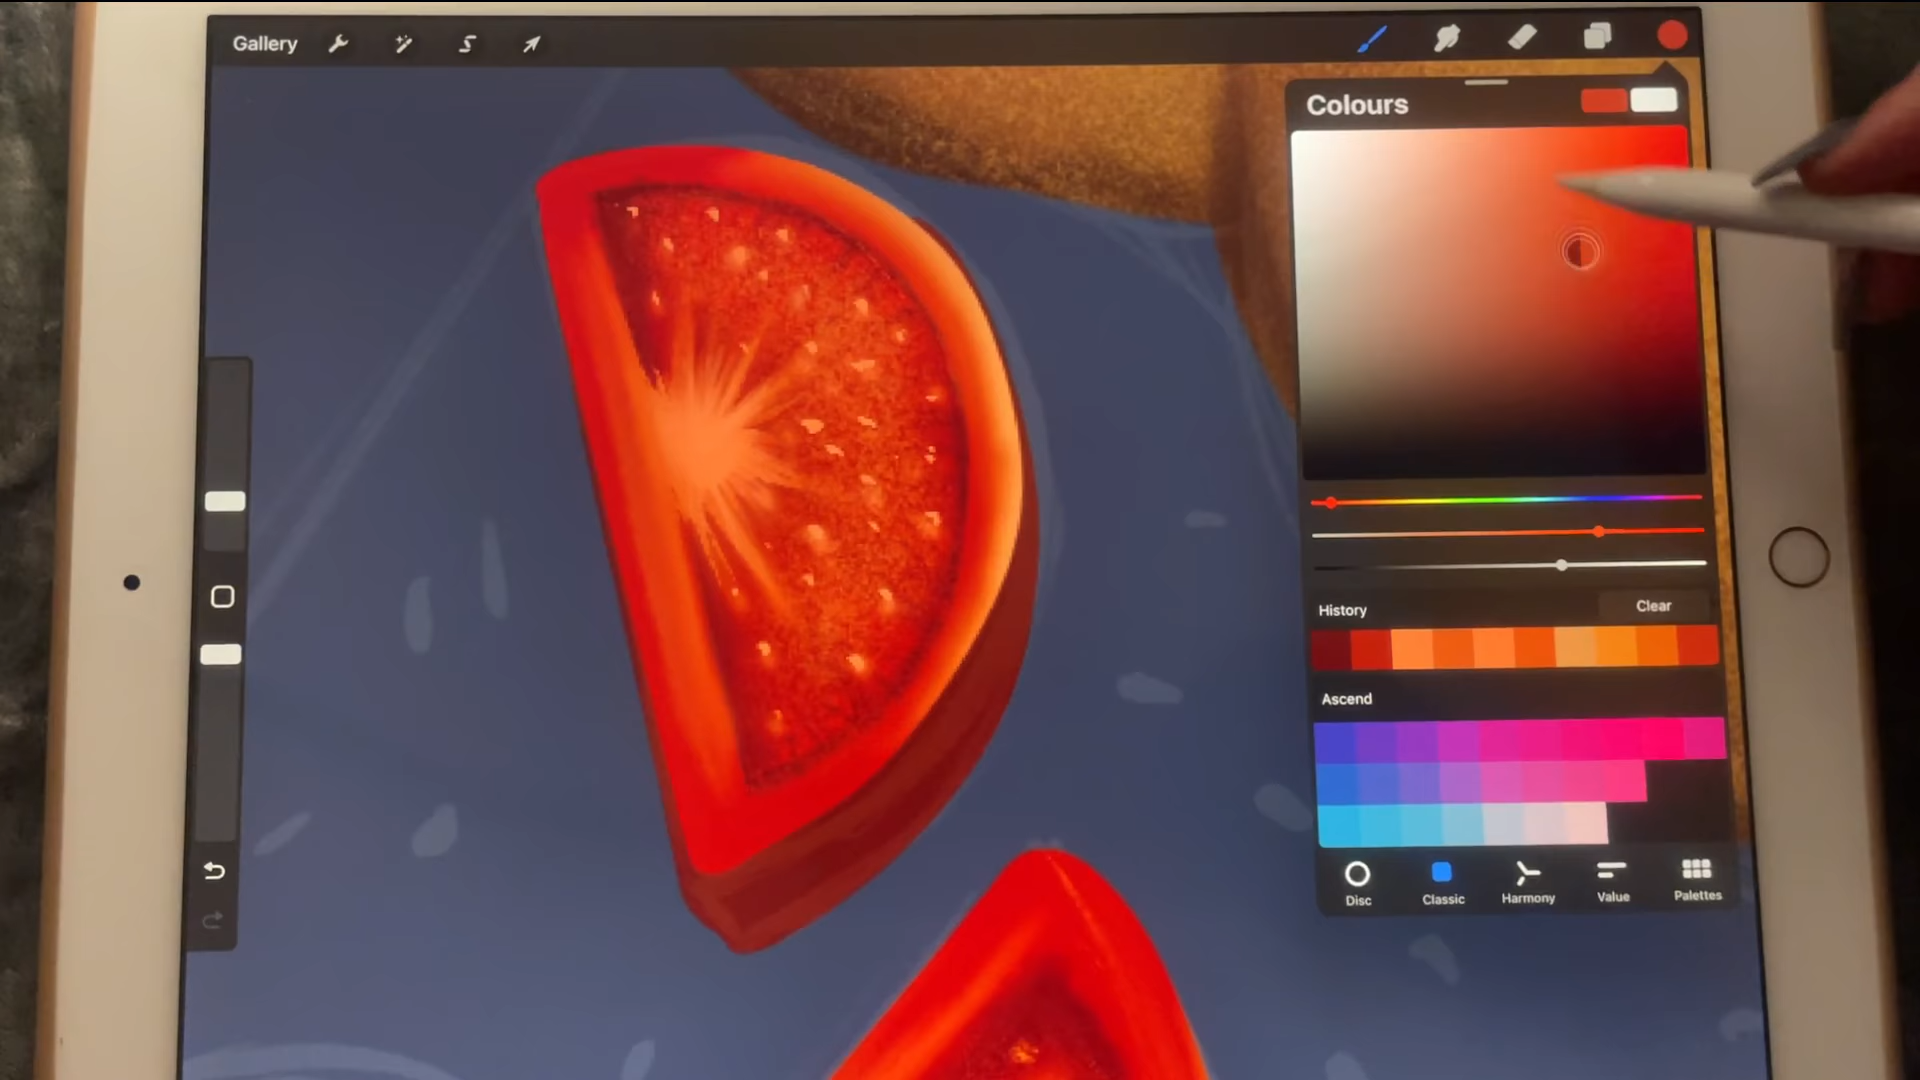 Gallery
Colours
History
Clear
Ascend
Disc
Classic
Harmony
Value
Palettes